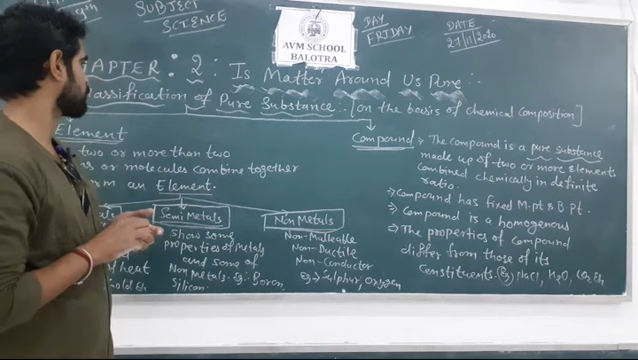 SUBJECT
SCIENCE
AVM SCHOOL
BALOTRA
DAY
FRIDAY
DATE
27/11/2020
HAPTER: 2: Is Matter Around Us Pure:
lassification of Pure Substance:- [on the basis of chemical composition]
Element
two or more than two
s or molecules combine together
rm an Element.
Semi Metals
show some
properties of Metals
and some of
Non Metals. Eg:- Boron,
Silicon.
Non Metals
Non-Malleable
Non-Ductile
Non-Conductor
Eg → Sulphur, Oxygen
heat
Compound
→ The compound is a pure substance
made up of two or more elements
combined chemically in definite
ratio.
→ Compound has fixed M.pt & B Pt.
→ Compound is a homogenous
→ The properties of compound
differ from those of its
constituents. (Eg) NaCl, H2O, CO2 Eth